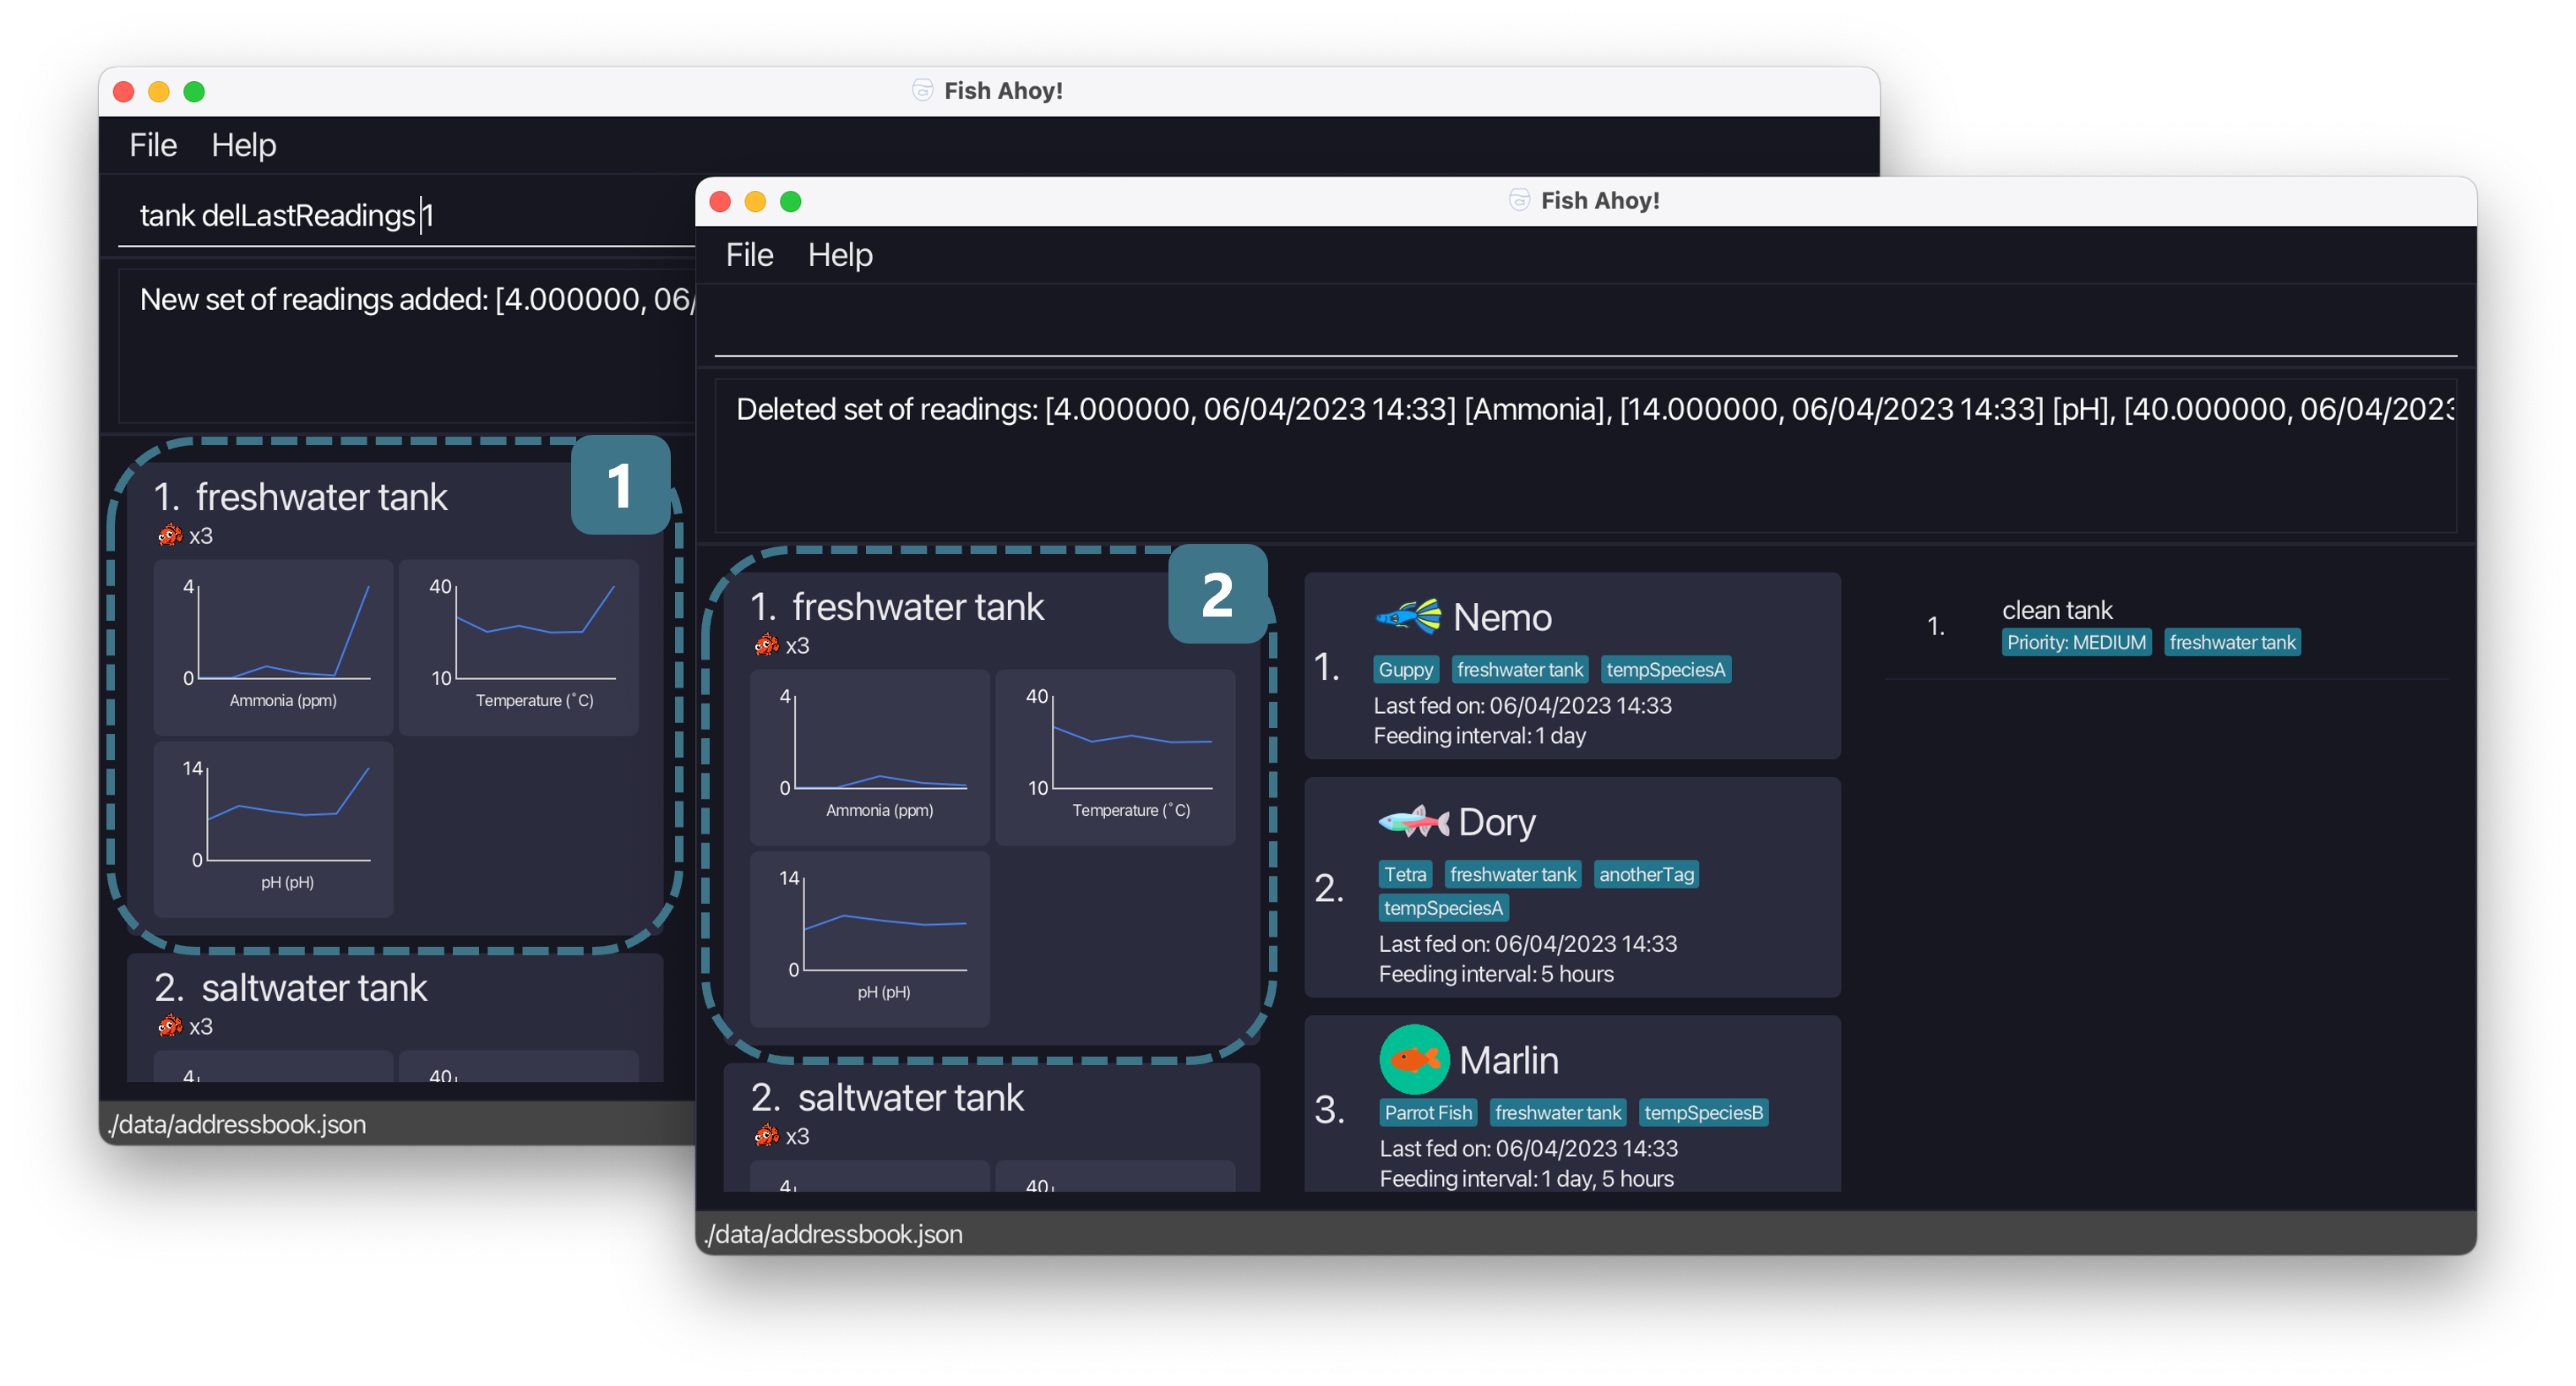 Fish Ahoy!
File Help
tank delLastReadings 1
New set of readings added: [4.000000, 06/
1
1. freshwater tank
x3
4
0
Ammonia (ppm)
40
10
Temperature (˚C)
14
0
pH (pH)
2. saltwater tank
x3
4
40
./data/addressbook.json
Fish Ahoy!
File Help
Deleted set of readings: [4.000000, 06/04/2023 14:33] [Ammonia], [14.000000, 06/04/2023 14:33] [pH], [40.000000, 06/04/2023
2
1. freshwater tank
x3
4
0
Ammonia (ppm)
40
10
Temperature (˚C)
14
0
pH (pH)
2. saltwater tank
x3
4
40
./data/addressbook.json
1.
Nemo
Guppy freshwater tank tempSpeciesA
Last fed on: 06/04/2023 14:33
Feeding interval: 1 day
2.
Dory
Tetra freshwater tank anotherTag
tempSpeciesA
Last fed on: 06/04/2023 14:33
Feeding interval: 5 hours
3.
Marlin
Parrot Fish freshwater tank tempSpeciesB
Last fed on: 06/04/2023 14:33
Feeding interval: 1 day, 5 hours
1.
clean tank
Priority: MEDIUM freshwater tank